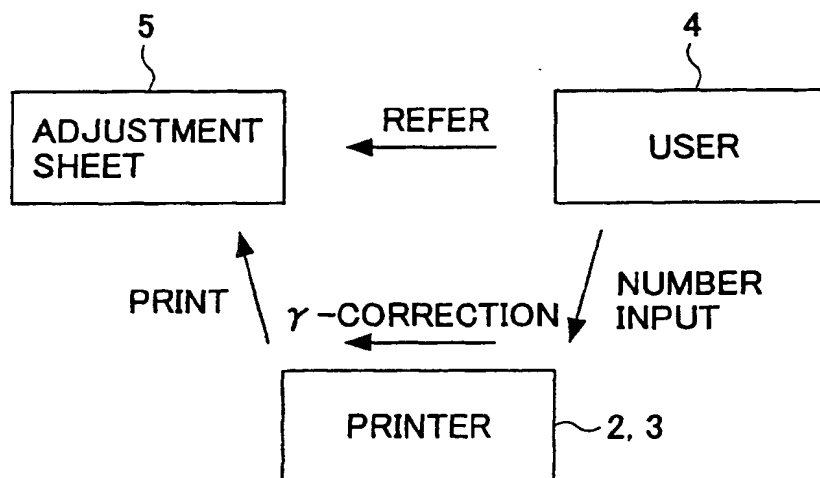 5
4
ADJUSTMENT
SHEET
REFER
USER
PRINT
γ-CORRECTION
NUMBER
INPUT
PRINTER
2, 3